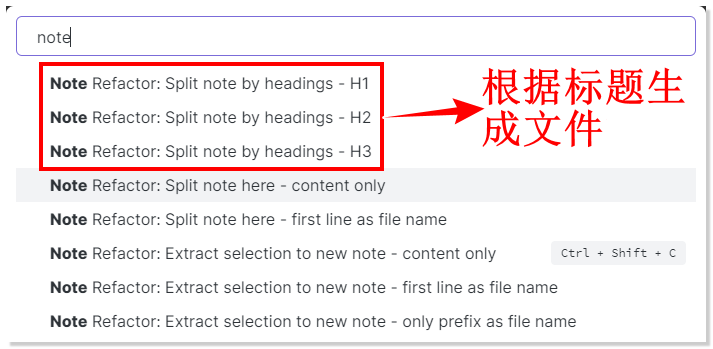 note
Note Refactor: Split note by headings - H1
Note Refactor: Split note by headings - H2
Note Refactor: Split note by headings - H3
根据标题生
成文件
Note Refactor: Split note here - content only
Note Refactor: Split note here - first line as file name
Note Refactor: Extract selection to new note - content only Ctrl + Shift + C
Note Refactor: Extract selection to new note - first line as file name
Note Refactor: Extract selection to new note - only prefix as file name